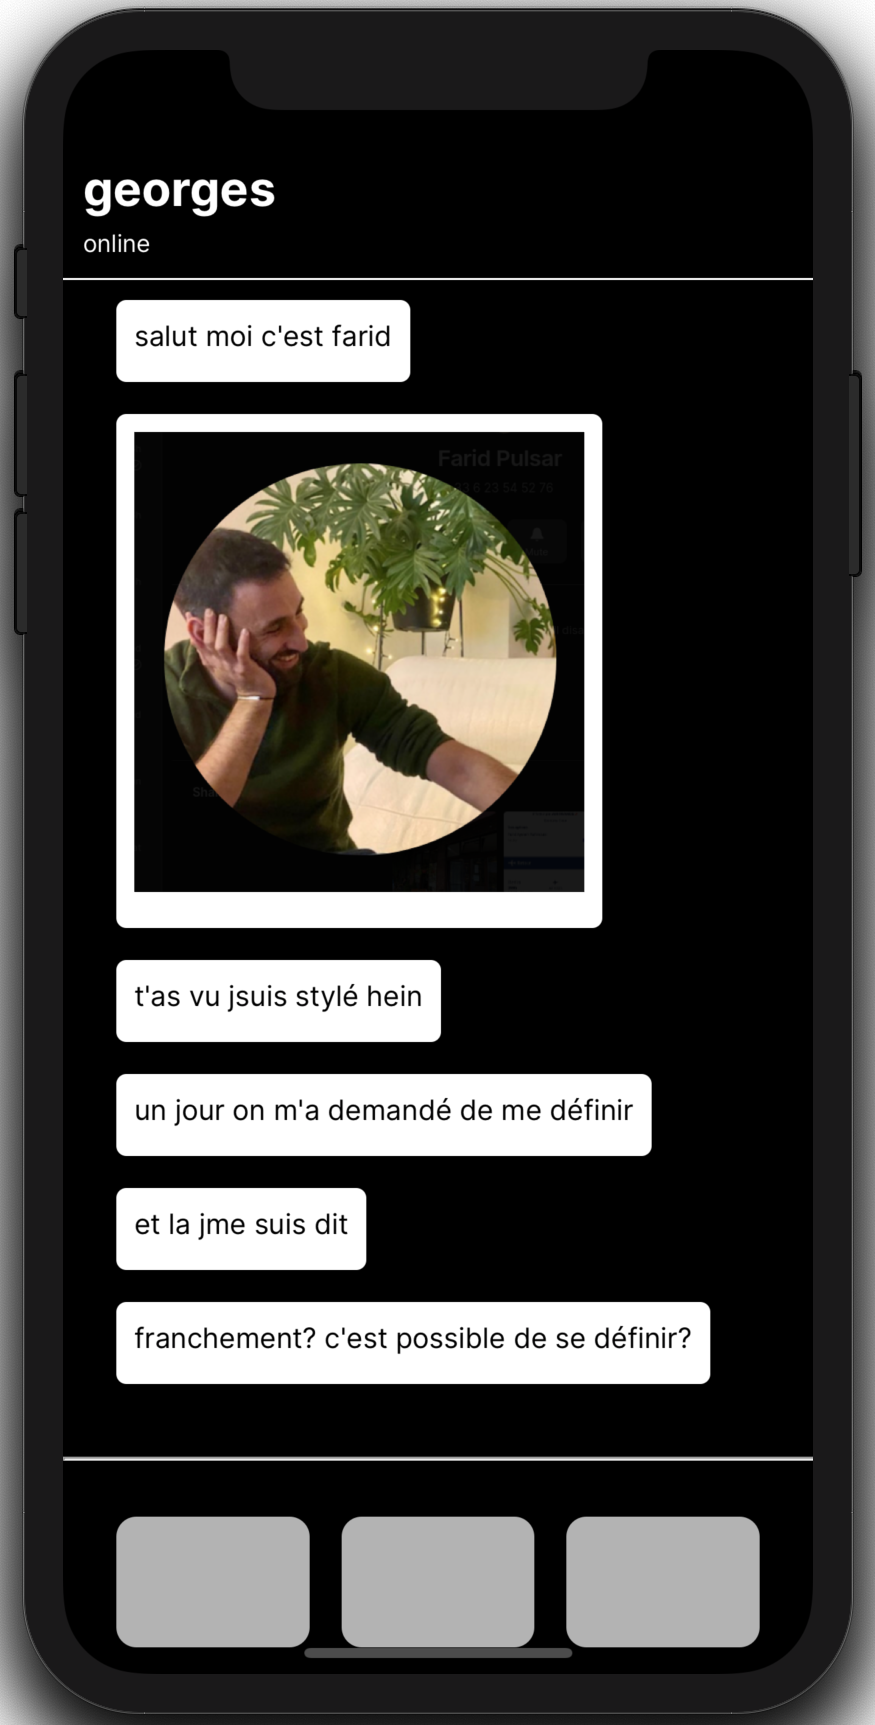 georges
online
salut moi c'est farid
Farid Pulsar
t'as vu jsuis stylé hein
un jour on m'a demandé de me définir
et la jme suis dit
franchement? c'est possible de se définir?